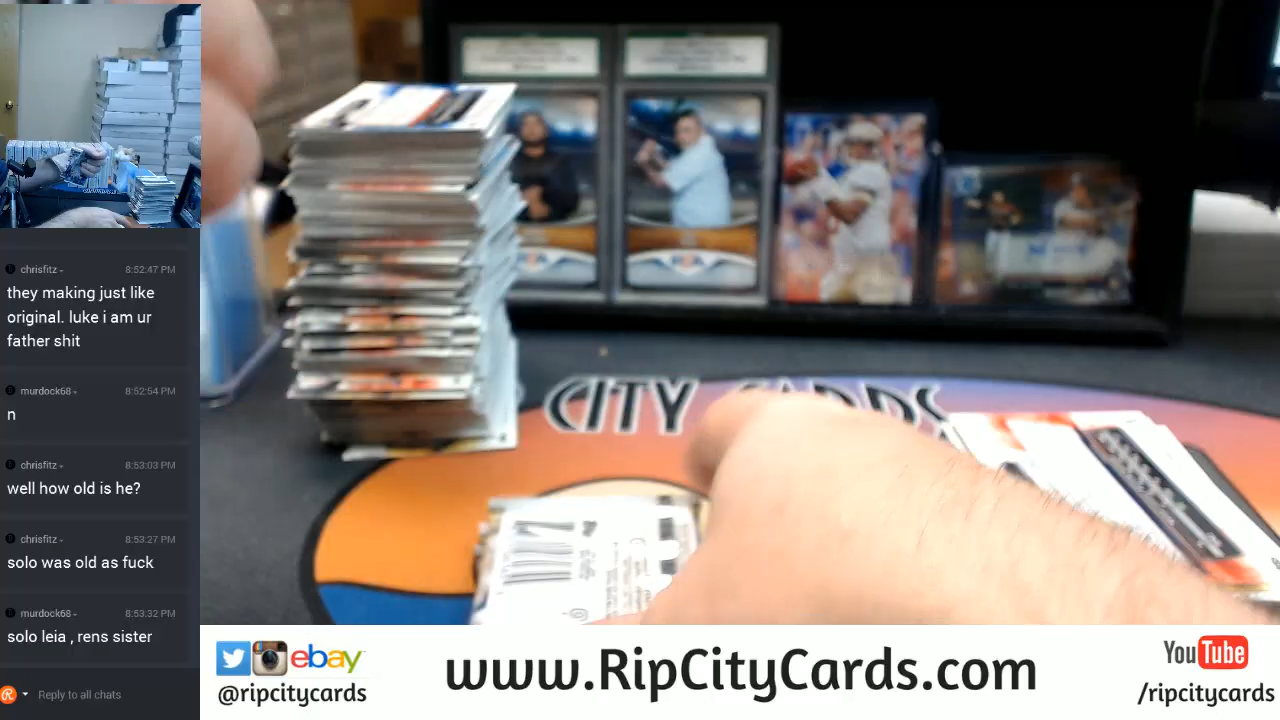 chrisfitz
8:52:47 PM
they making just like
original. luke i am ur
father shit
murdock68
8:52:54 PM
n
chrisfitz
8:53:03 PM
well how old is he?
chrisfitz
8:53:27 PM
solo was old as fuck
murdock68
8:53:32 PM
solo leia , rens sister
Reply to all chats
CITY CARDS
ebay
@ripcitycards
www.RipCityCards.com
YouTube
/ripcitycards